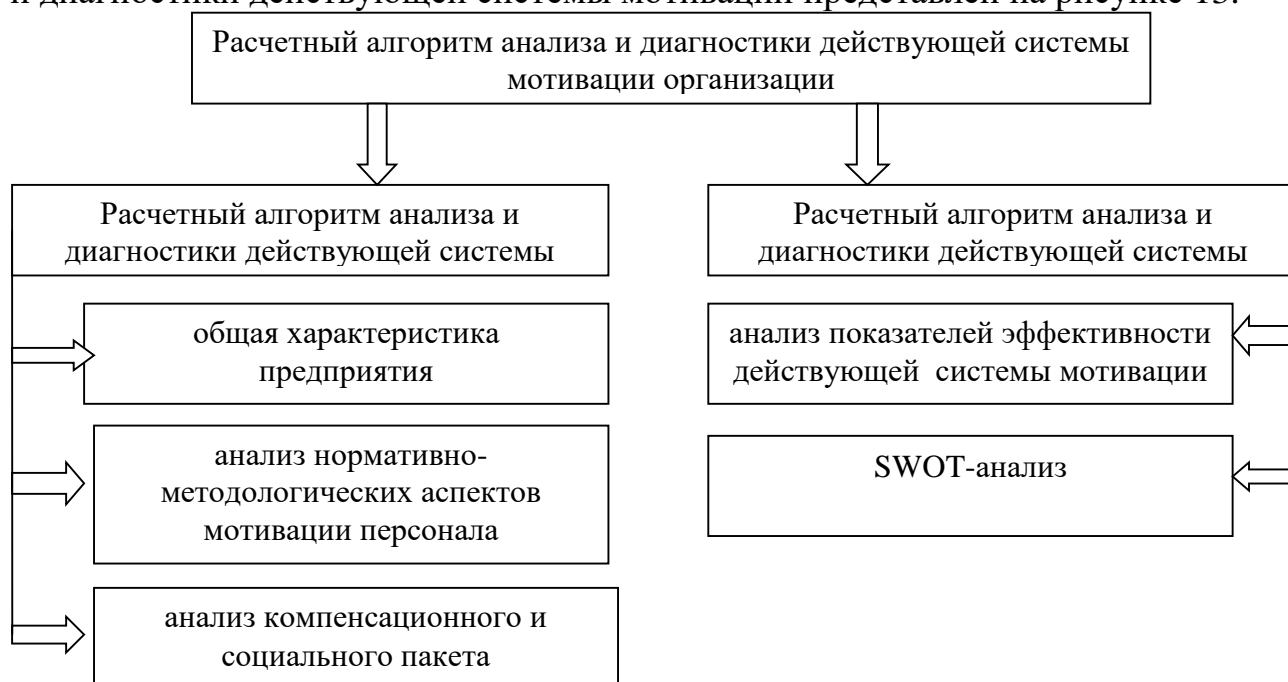 и диагностики действующей системы мотивации представлен на рисунке 13.
Расчетный алгоритм анализа и диагностики действующей системы
мотивации организации
Расчетный алгоритм анализа и
диагностики действующей системы
общая характеристика
предприятия
анализ нормативно-
методологических аспектов
мотивации персонала
анализ компенсационного и
социального пакета
Расчетный алгоритм анализа и
диагностики действующей системы
анализ показателей эффективности
действующей системы мотивации
SWOT-анализ